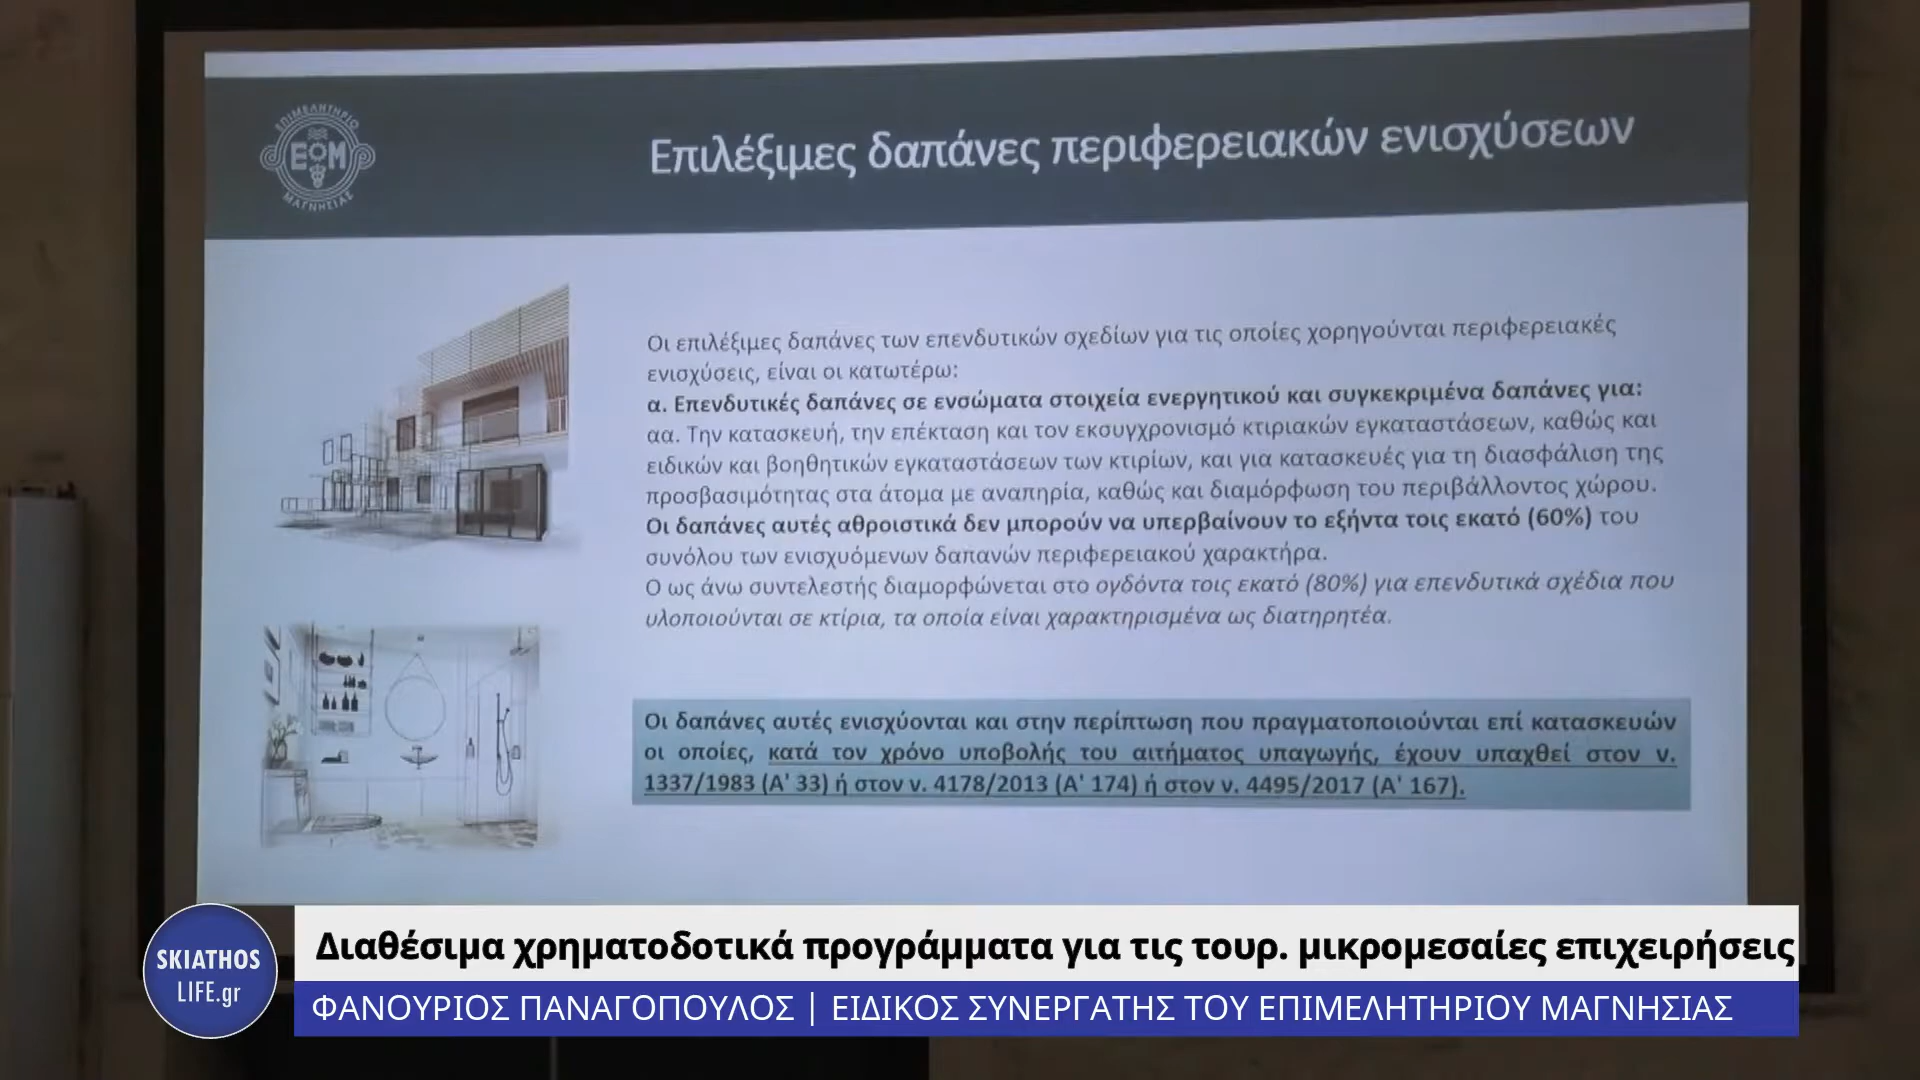 ΕΠΙΜΕΛΗΤΗΡΙΟ
ΕΟΜ
ΜΑΓΝΗΣΙΑΣ
Επιλέξιμες δαπάνες περιφερειακών ενισχύσεων
Οι επιλέξιμες δαπάνες των επενδυτικών σχεδίων για τις οποίες χορηγούνται περιφερειακές
ενισχύσεις, είναι οι κατωτέρω:
α. Επενδυτικές δαπάνες σε ενσώματα στοιχεία ενεργητικού και συγκεκριμένα δαπάνες για:
αα. Την κατασκευή, την επέκταση και τον εκσυγχρονισμό κτιριακών εγκαταστάσεων, καθώς και
ειδικών και βοηθητικών εγκαταστάσεων των κτιρίων, και για κατασκευές για τη διασφάλιση της
προσβασιμότητας στα άτομα με αναπηρία, καθώς και διαμόρφωση του περιβάλλοντος χώρου.
Οι δαπάνες αυτές αθροιστικά δεν μπορούν να υπερβαίνουν το εξήντα τοις εκατό (60%) του
συνόλου των ενισχυόμενων δαπανών περιφερειακού χαρακτήρα.
Ο ως άνω συντελεστής διαμορφώνεται στο ογδόντα τοις εκατό (80%) για επενδυτικά σχέδια που
υλοποιούνται σε κτίρια, τα οποία είναι χαρακτηρισμένα ως διατηρητέα.
Οι δαπάνες αυτές ενισχύονται και στην περίπτωση που πραγματοποιούνται επί κατασκευών
οι οποίες, κατά τον χρόνο υποβολής του αιτήματος υπαγωγής, έχουν υπαχθεί στον ν.
1337/1983 (Α' 33) ή στον ν. 4178/2013 (Α' 174) ή στον ν. 4495/2017 (Α' 167).
SKIATHOS
LIFE.gr
Διαθέσιμα χρηματοδοτικά προγράμματα για τις τουρ. μικρομεσαίες επιχειρήσεις
ΦΑΝΟΥΡΙΟΣ ΠΑΝΑΓΟΠΟΥΛΟΣ | ΕΙΔΙΚΟΣ ΣΥΝΕΡΓΑΤΗΣ ΤΟΥ ΕΠΙΜΕΛΗΤΗΡΙΟΥ ΜΑΓΝΗΣΙΑΣ